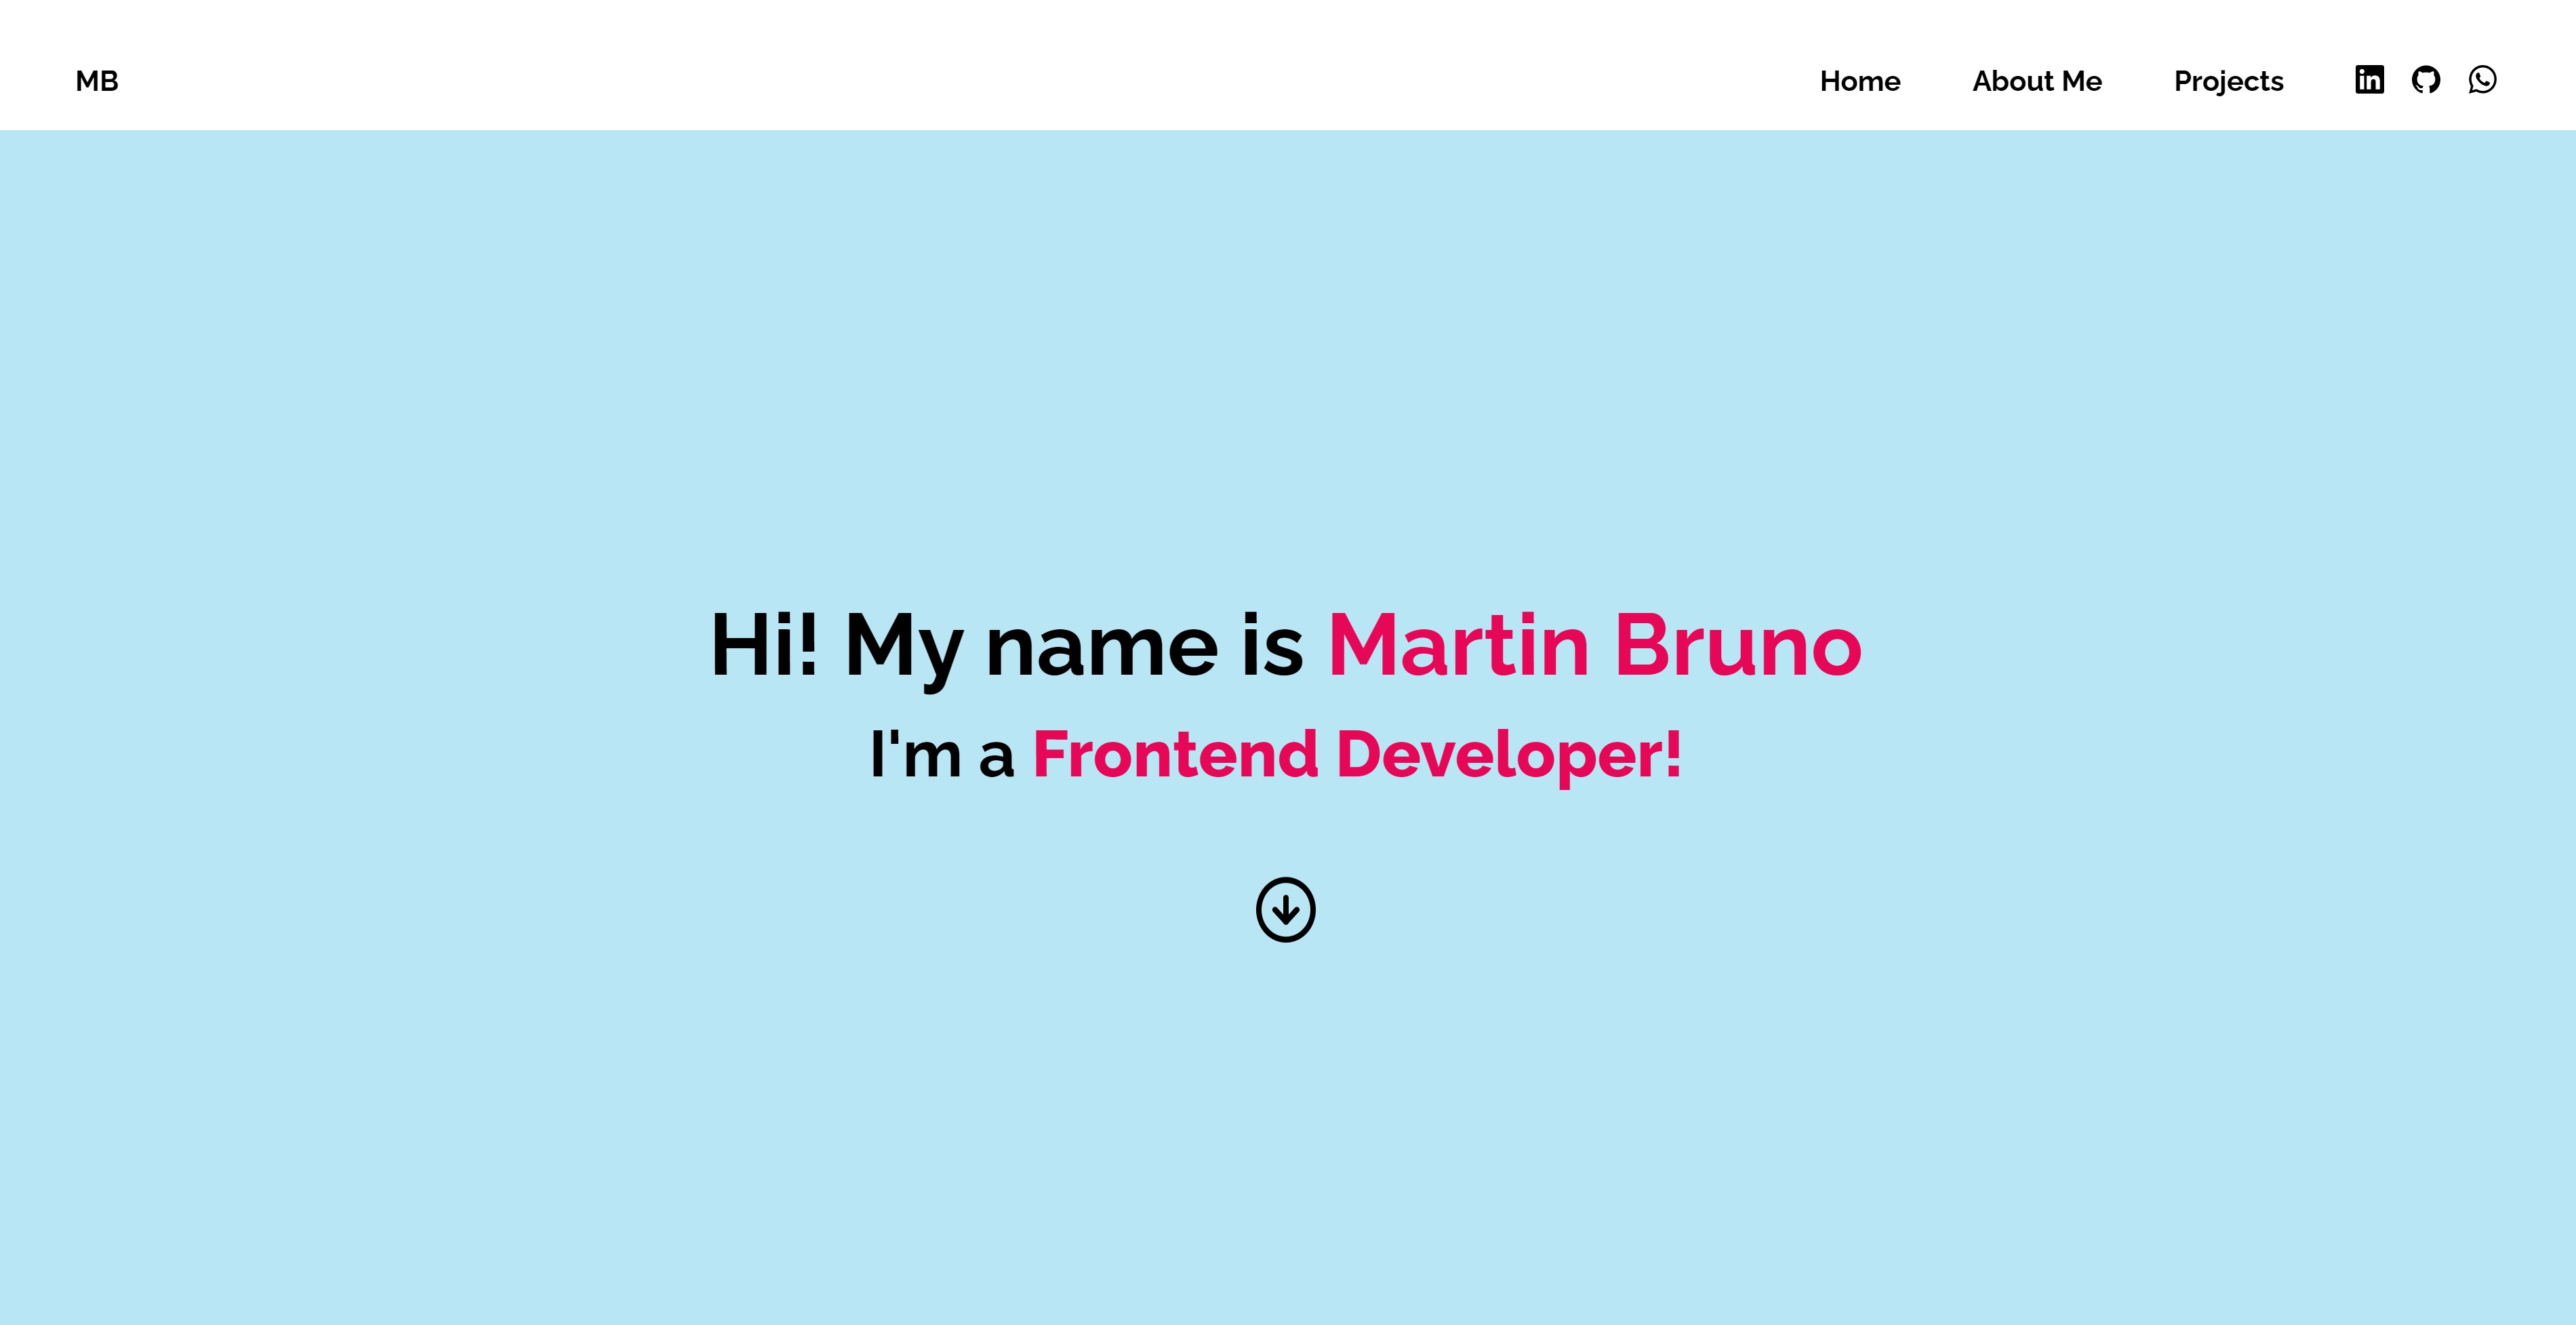 MB
Home
About Me
Projects
Hi! My name is Martin Bruno
I'm a Frontend Developer!